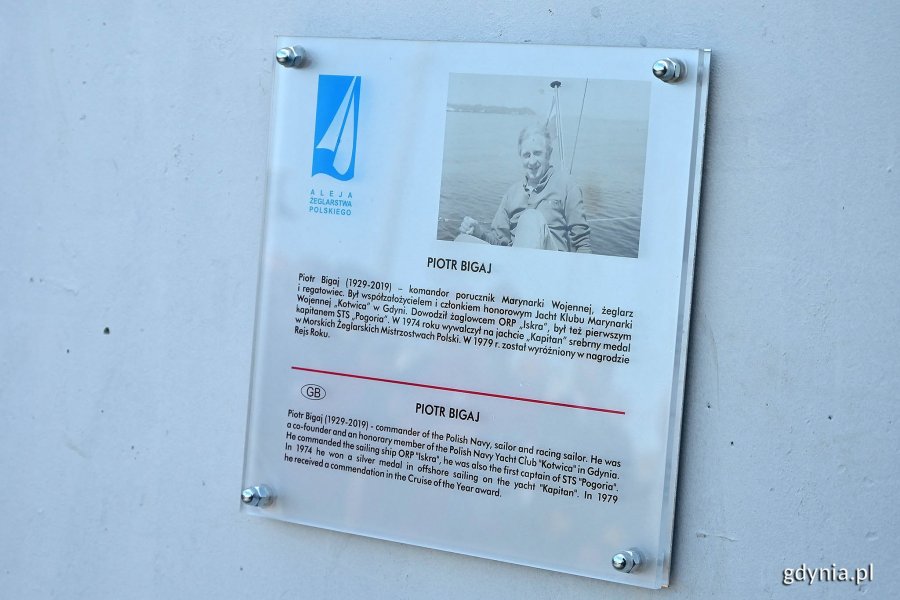 ALEJA
ŻEGLARSTWA
POLSKIEGO
PIOTR BIGAJ
Piotr Bigaj (1929-2019) – komandor porucznik Marynarki Wojennej, żeglarz
i regatowiec. Był współzałożycielem i członkiem honorowym Jacht Klubu Marynarki
Wojennej „Kotwica" w Gdyni. Dowodził żaglowcem ORP „Iskra", był też pierwszym
kapitanem STS „Pogoria". W 1974 roku wywalczył na jachcie „Kapitan" srebrny medal
w Morskich Żeglarskich Mistrzostwach Polski. W 1979 r. został wyróżniony w nagrodzie
Rejs Roku.
GB
PIOTR BIGAJ
Piotr Bigaj (1929-2019) - commander of the Polish Navy, sailor and racing sailor. He was
a co-founder and an honorary member of the Polish Navy Yacht Club "Kotwica" in Gdynia.
He commanded the sailing ship ORP "Iskra", he was also the first captain of STS "Pogoria".
In 1974 he won a silver medal in offshore sailing on the yacht "Kapitan". In 1979
he received a commendation in the Cruise of the Year award.
gdynia.pl